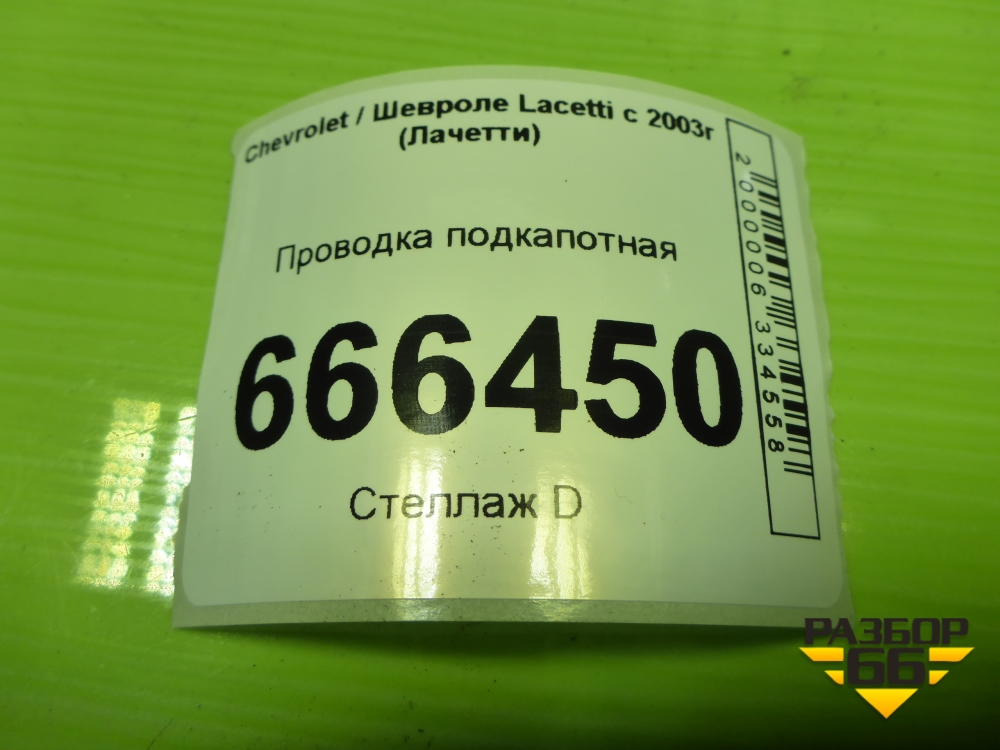 Chevrolet / Шевроле Lacetti с 2003г
(Лачетти)
Проводка подкапотная
666450
Стеллаж D
2000006334558
РАЗБОР
66